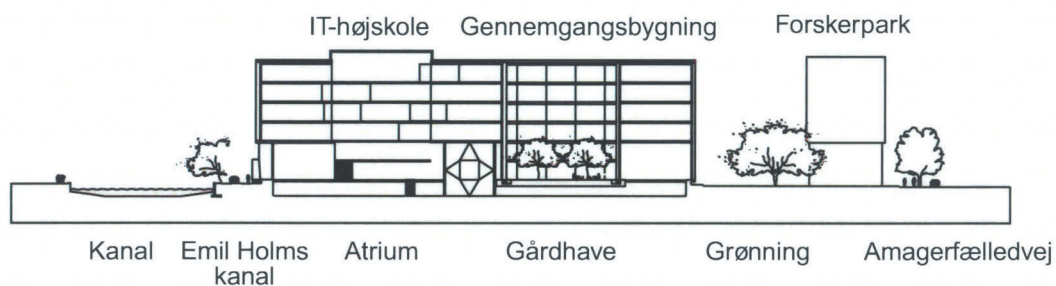 IT-højskole Gennemgangsbygning Forskerpark
Kanal Emil Holms kanal Atrium Gårdhave Grønning Amagerfælledvej